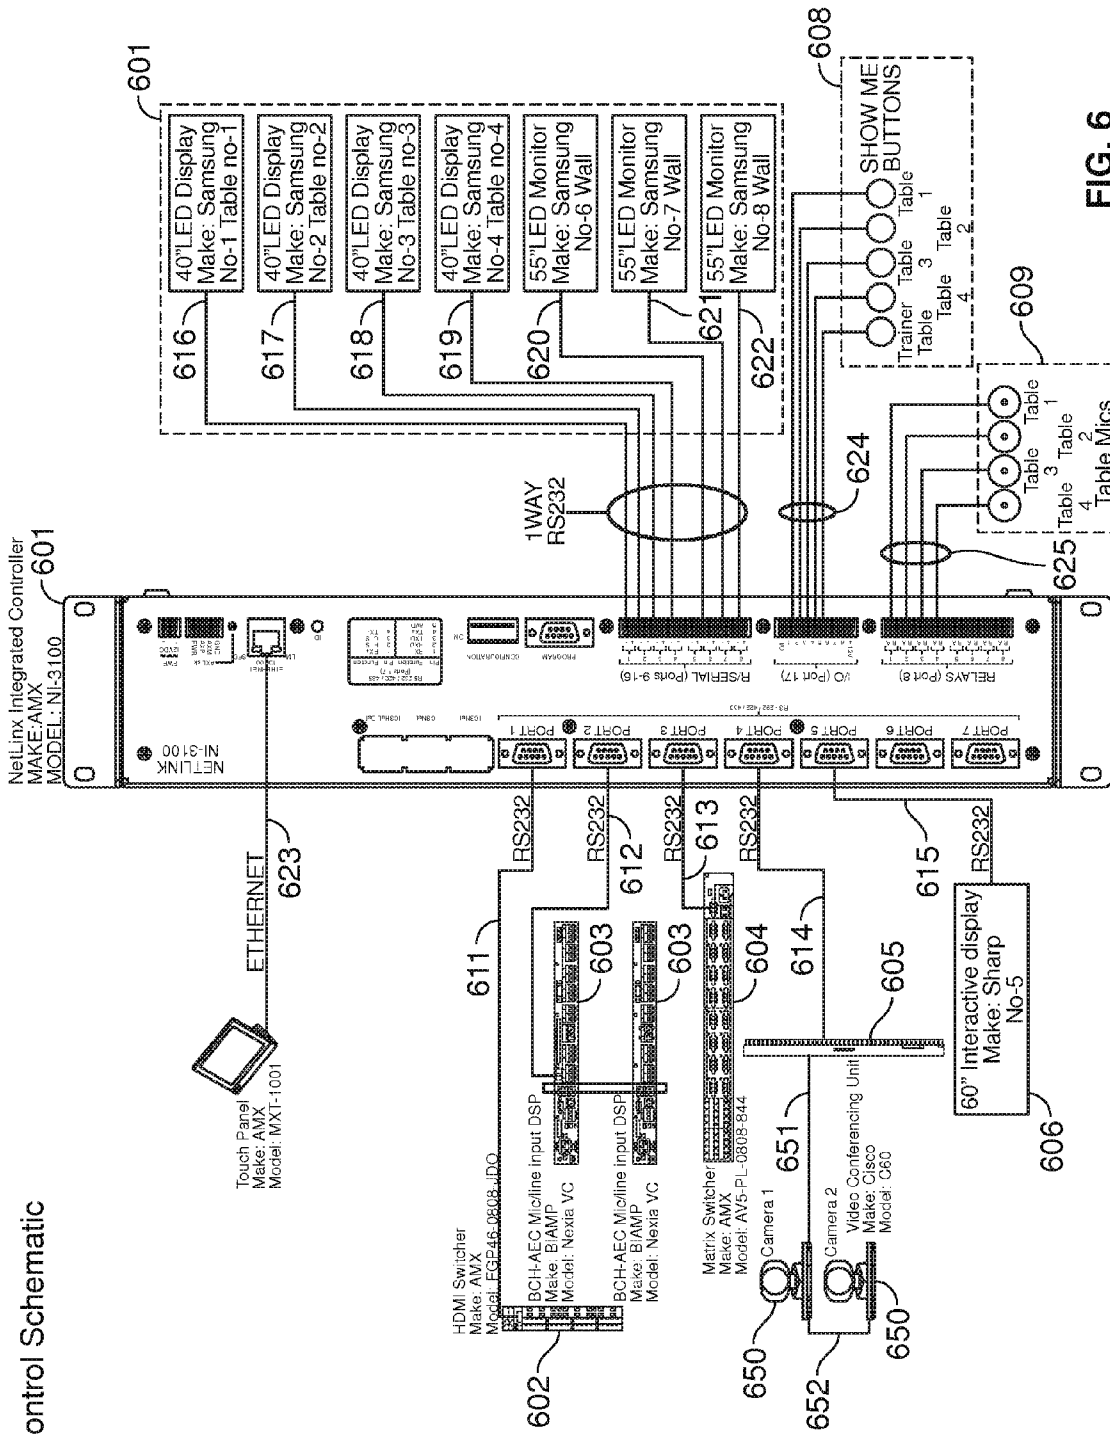 ontrol Schematic
NetLinx Integrated Controller
MAKE:AMX
MODEL: NI-3100
601
NETLINK
NI-3100
Touch Panel
Make: AMX
Model: MXT-1001
ETHERNET
623
HDMI Switcher
Make: AMX
602
611
RS232
BCH-AEC Mic/line input DSP
Make: BIAMP
Model: Nexia VC
603
612
RS232
BCH-AEC Mic/line input DSP
Make: BIAMP
Model: Nexia VC
603
Matrix Switcher
Make: AMX
Model: AV5-PL-0808-844
604
613
RS232
Camera 1
650
Camera 2
650
651
652
Video Conferencing Unit
Make: Cisco
Model: C60
605
614
RS232
60" Interactive display
Make: Sharp
No-5
606
615
RS232
PORT 1
PORT 2
PORT 3
PORT 4
PORT 5
PORT 6
PORT 7
CONFIGURATION
ON
PROGRAM
ID
R/SERIAL (Ports 9-16)
I/O (Port 17)
RELAYS (Port 8)
1WAY
RS232
601
40"LED Display
Make: Samsung
No-1 Table no-1
616
40"LED Display
Make: Samsung
No-2 Table no-2
617
40"LED Display
Make: Samsung
No-3 Table no-3
618
40"LED Display
Make: Samsung
No-4 Table no-4
619
55"LED Monitor
Make: Samsung
No-6 Wall
620
55"LED Monitor
Make: Samsung
No-7 Wall
621
55"LED Monitor
Make: Samsung
No-8 Wall
622
608
SHOW ME
BUTTONS
Table
1
Table
2
Table
3
Table
4
Trainer
Table
624
609
Table
1
Table
2
Table
3
Table
4
Table Mics
625
FIG. 6